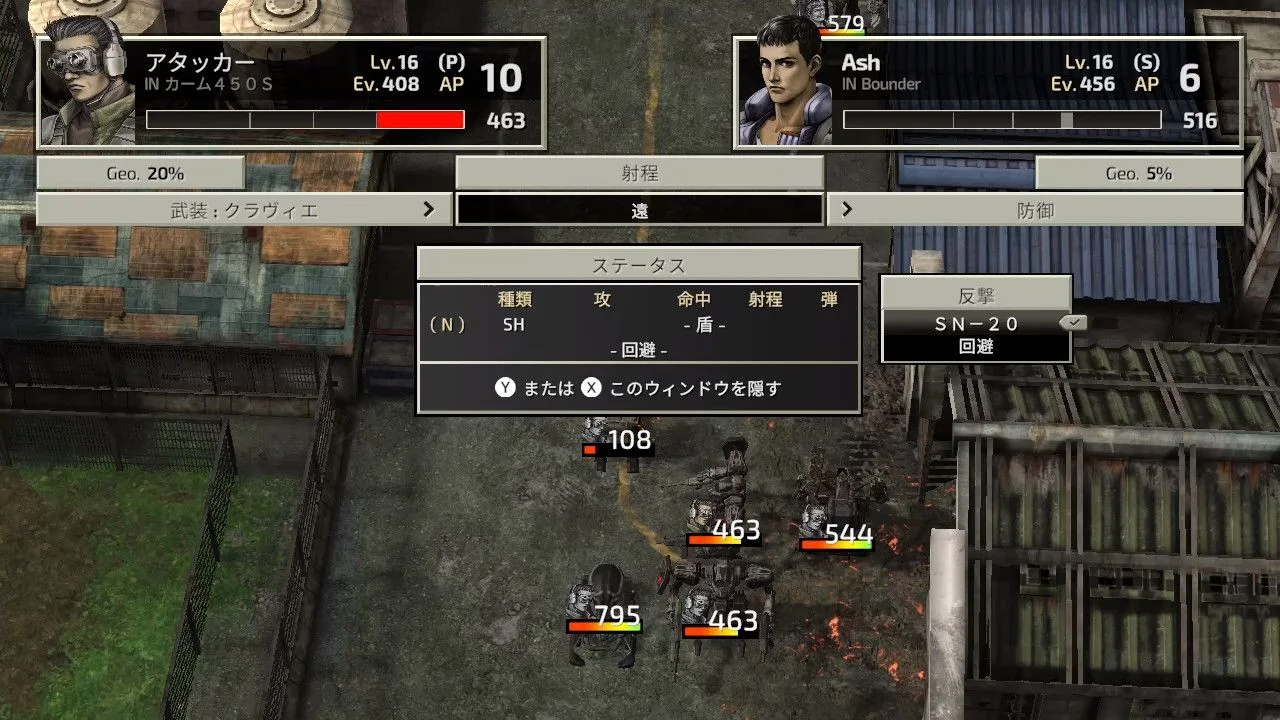 579
アタッカー Lv.16 (P)
IN カーム450S Ev.408 AP 10
463
Ash Lv.16 (S)
IN Bounder Ev.456 AP 6
516
Geo. 20% 射程 Geo. 5%
武装 : クラヴィエ 遠 防御
ステータス
種類 攻 命中 射程 弾
(N) SH - 盾 -
- 回避 -
Y または X このウィンドウを隠す
反撃
SN-20
回避
108
463
544
795
463